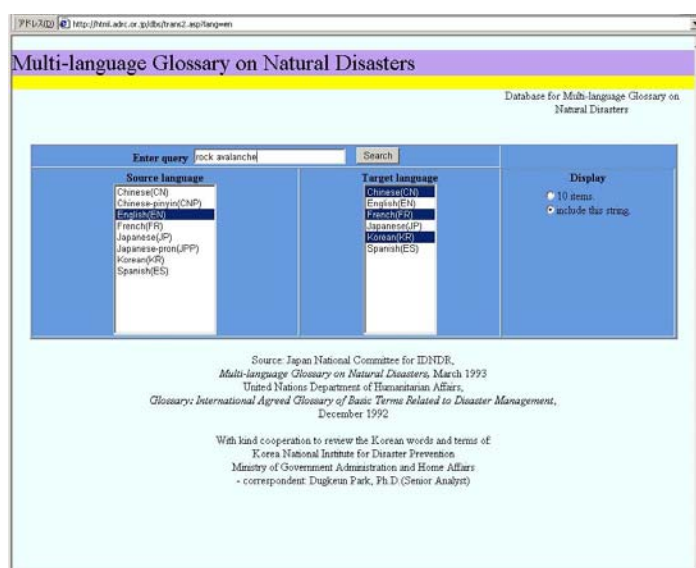 アドレス(D) http://html.adrc.or.jp/dbs/trans2.asp?lang=en
Multi-language Glossary on Natural Disasters
Database for Multi-language Glossary on
Natural Disasters
Enter query rock avalanche Search
Source language
Chinese(CN)
Chinese-pinyin(CNP)
English(EN)
French(FR)
Japanese(JP)
Japanese-pron(JPP)
Korean(KR)
Spanish(ES)
Target language
Chinese(CN)
English(EN)
French(FR)
Japanese(JP)
Korean(KR)
Spanish(ES)
Display
10 items.
include this string.
Source: Japan National Committee for IDNDR,
Multi-language Glossary on Natural Disasters, March 1993
United Nations Department of Humanitarian Affairs,
Glossary: International Agreed Glossary of Basic Terms Related to Disaster Management,
December 1992
With kind cooperation to review the Korean words and terms of:
Korea National Institute for Disaster Prevention
Ministry of Government Administration and Home Affairs
- correspondent: Dugkeun Park, Ph.D.(Senior Analyst)